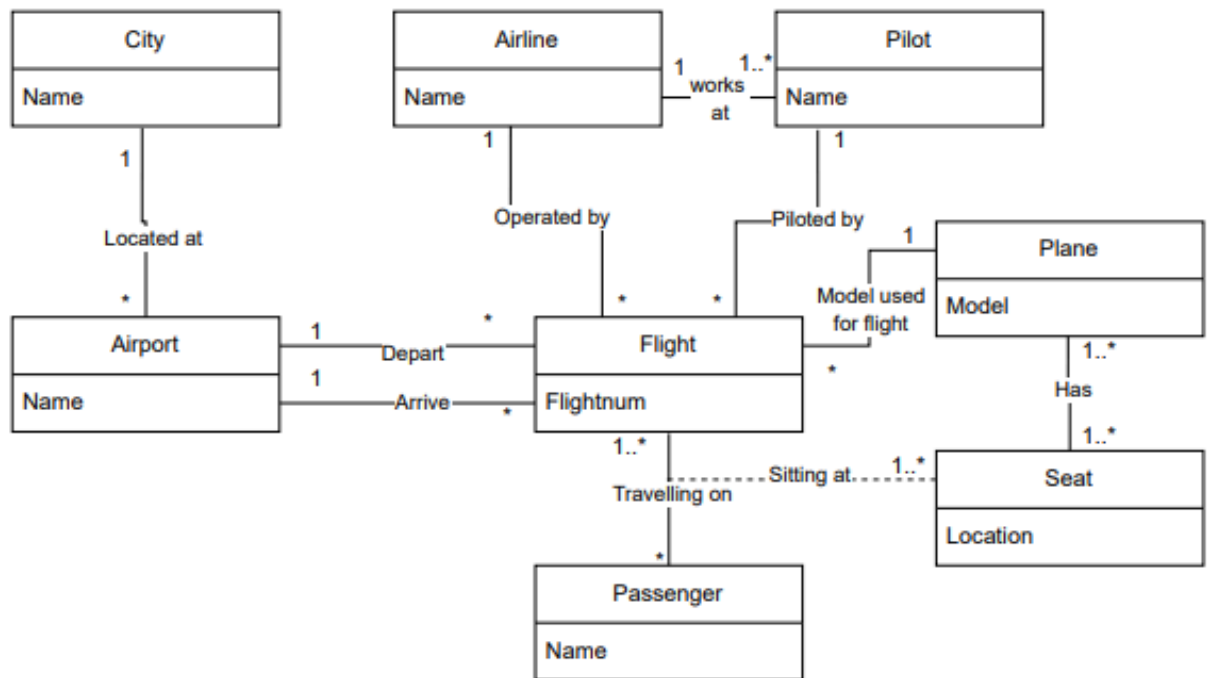 City
Name
Airline
Name
Pilot
Name
1
works
at
1..*
1
Located at
*
1
Operated by
*
1
Piloted by
*
Plane
Model
1
Model used
for flight
*
Airport
Name
1
Depart
*
1
Arrive
*
Flight
Flightnum
1..*
Has
1..*
1..*
Travelling on
*
Sitting at
1..*
Seat
Location
Passenger
Name